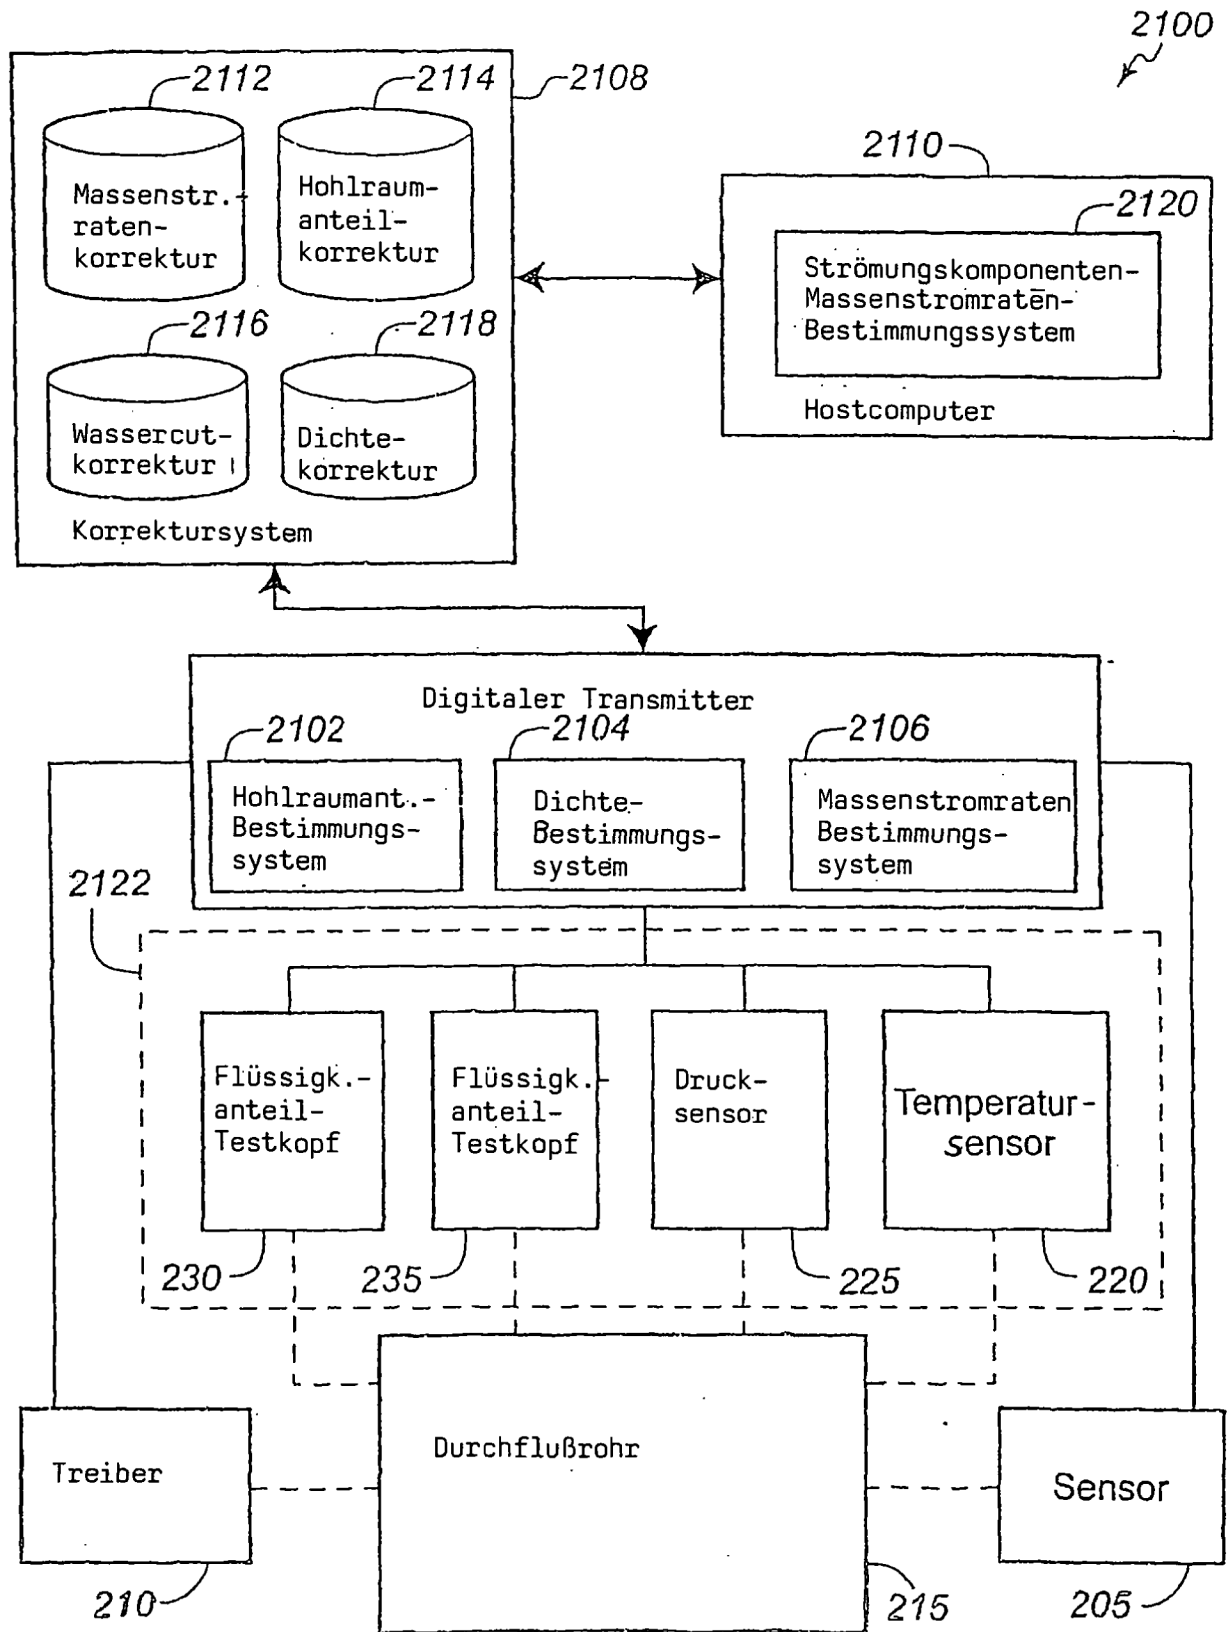 2100
2112
2114
2108
Massenstr.-
raten-
korrektur
Hohlraum-
anteil-
korrektur
2116
2118
Wassercut-
korrektur
Dichte-
korrektur
Korrektursystem
2110
2120
Strömungskomponenten-
Massenstromraten-
Bestimmungssystem
Hostcomputer
Digitaler Transmitter
2102
2104
2106
Hohlraumant.-
Bestimmungs-
system
Dichte-
Bestimmungs-
system
Massenstromraten
Bestimmungs-
system
2122
Flüssigk.-
anteil-
Testkopf
Flüssigk.-
anteil-
Testkopf
Druck-
sensor
Temperatur-
sensor
230
235
225
220
Treiber
Durchflußrohr
Sensor
210
215
205